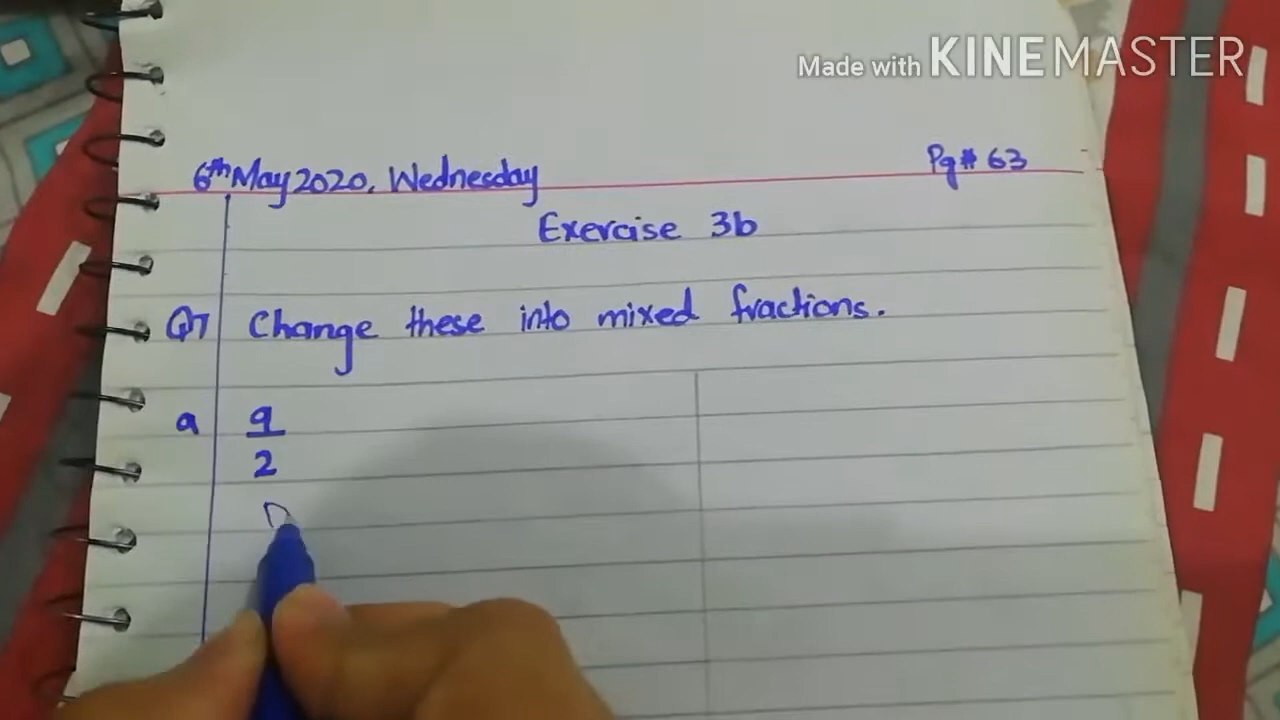 Made with KINEMASTER
6th May 2020, Wednesday Pg # 63
Exercise 3b
Q7 Change these into mixed fractions.
a 9
2